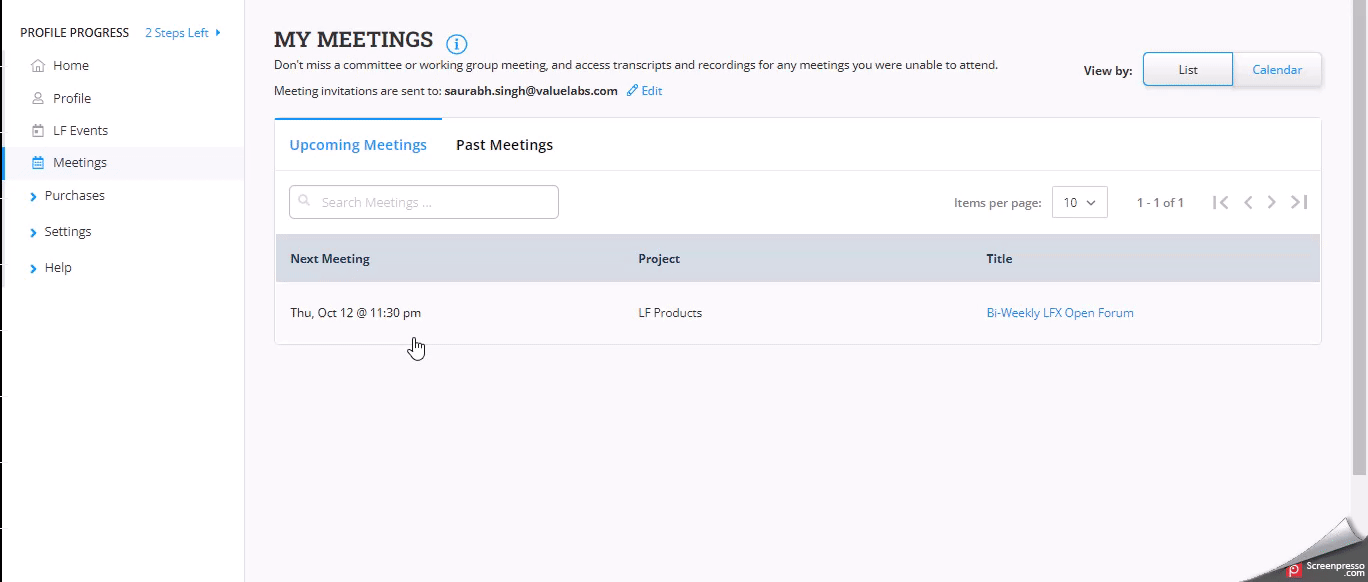 PROFILE PROGRESS 2 Steps Left
Home
Profile
LF Events
Meetings
Purchases
Settings
Help
MY MEETINGS
Don't miss a committee or working group meeting, and access transcripts and recordings for any meetings you were unable to attend.
Meeting invitations are sent to: saurabh.singh@valuelabs.com Edit
View by: List Calendar
Upcoming Meetings Past Meetings
Search Meetings ...
Items per page: 10 1 - 1 of 1
Next Meeting Project Title
Thu, Oct 12 @ 11:30 pm LF Products Bi-Weekly LFX Open Forum
Screenpresso
.com